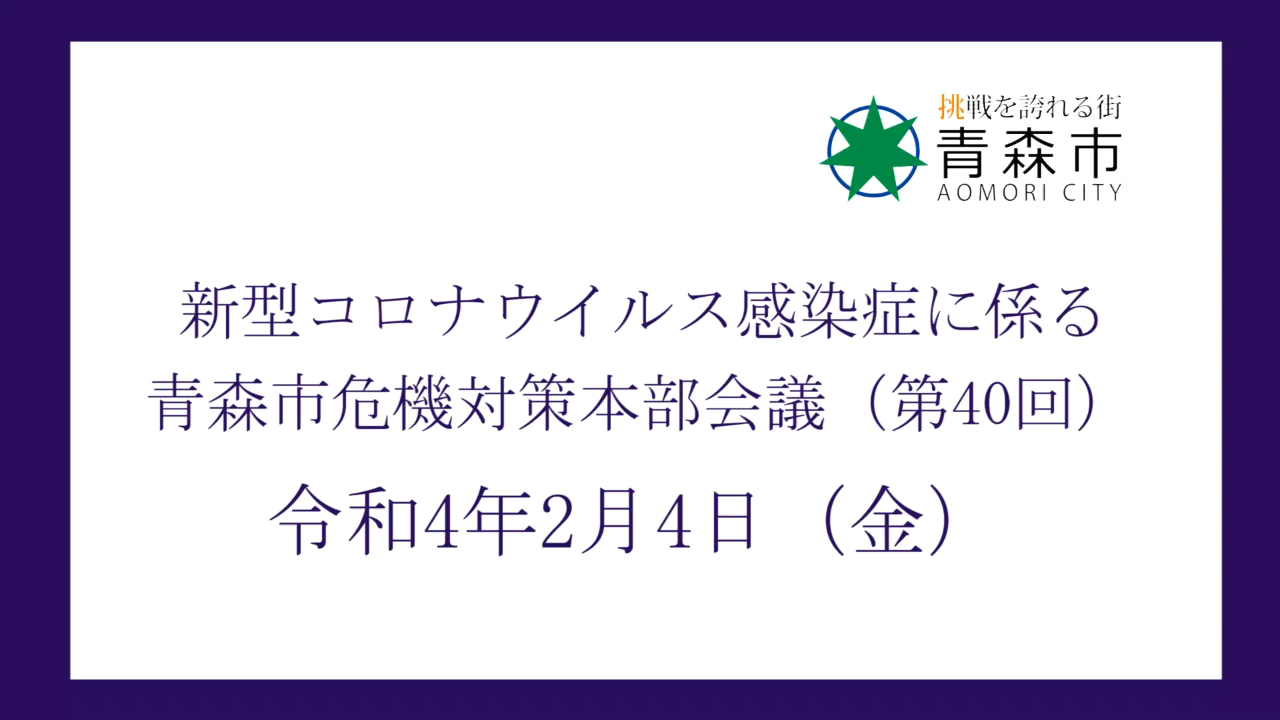 挑戦を誇れる街
青森市
AOMORI CITY
新型コロナウイルス感染症に係る
青森市危機対策本部会議（第40回）
令和4年2月4日（金）